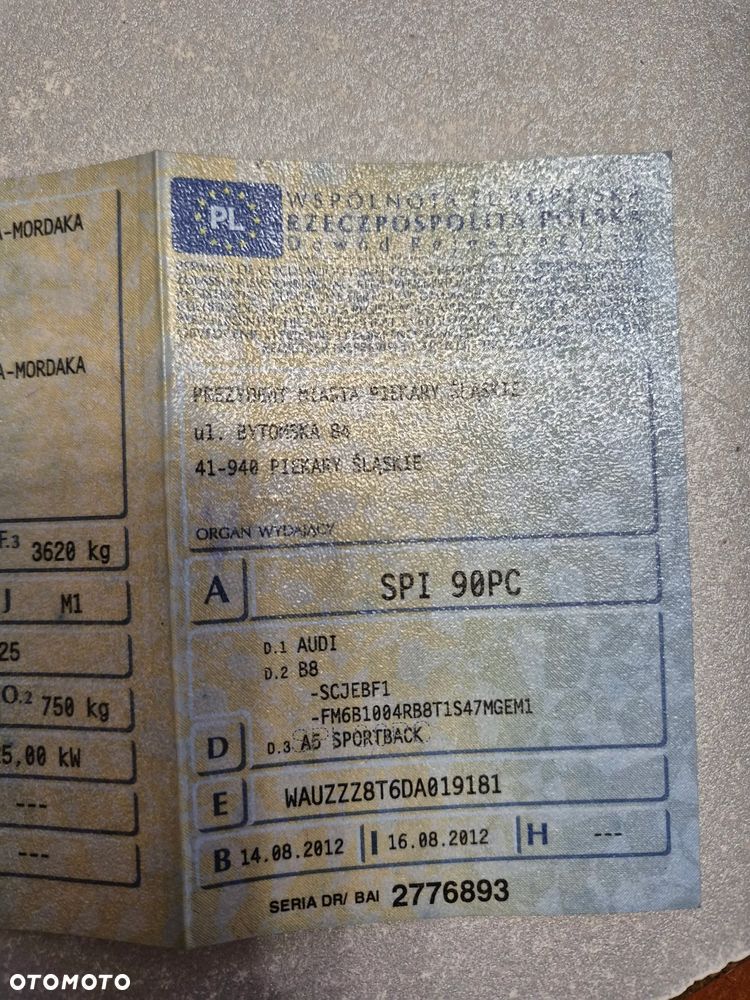 A-MORDAKA
A-MORDAKA
F.3 3620 kg
J M1
25
O.2 750 kg
5,00 kW
---
---
PL
WSPÓLNOTA EUROPEJSKA
RZECZPOSPOLITA POLSKA
Dowód Rejestracyjny
PREZYDENT MIASTA PIEKARY ŚLĄSKIE
ul. BYTOMSKA 84
41-940 PIEKARY ŚLĄSKIE
ORGAN WYDAJĄCY
A SPI 90PC
D.1 AUDI
D.2 B8
-SCJEBF1
-FM6B1004RB8T1S47MGEM1
D D.3 A5 SPORTBACK
E WAUZZZ8T6DA019181
B 14.08.2012 I 16.08.2012 H ---
SERIA DR/ BAI 2776893
OTOMOTO